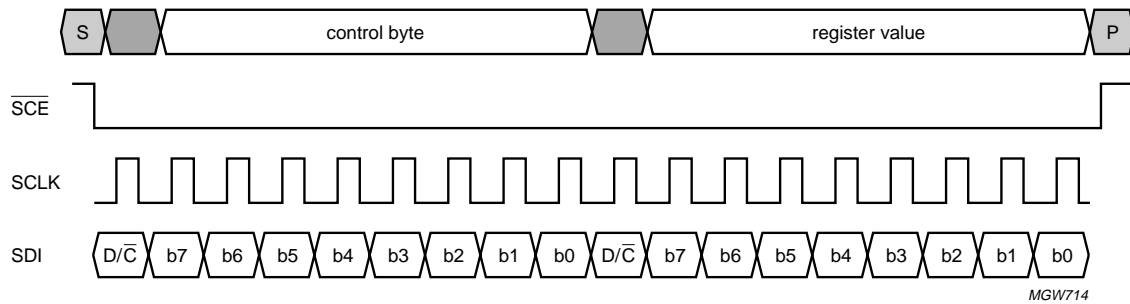 S control byte register value P
SCE
SCLK
SDI D/C b7 b6 b5 b4 b3 b2 b1 b0 D/C b7 b6 b5 b4 b3 b2 b1 b0
MGW714